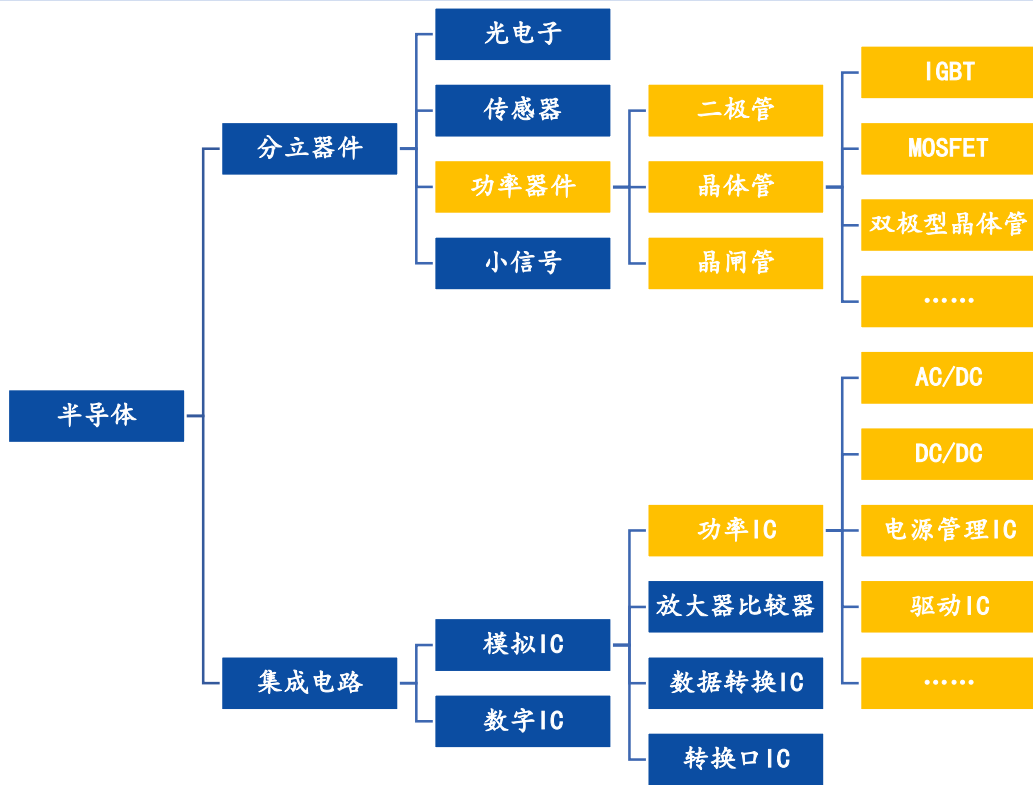 半导体
分立器件
光电子
传感器
功率器件
二极管
晶体管
IGBT
MOSFET
双极型晶体管
……
晶闸管
小信号
集成电路
模拟IC
功率IC
AC/DC
DC/DC
电源管理IC
驱动IC
……
放大器比较器
数据转换IC
转换口IC
数字IC